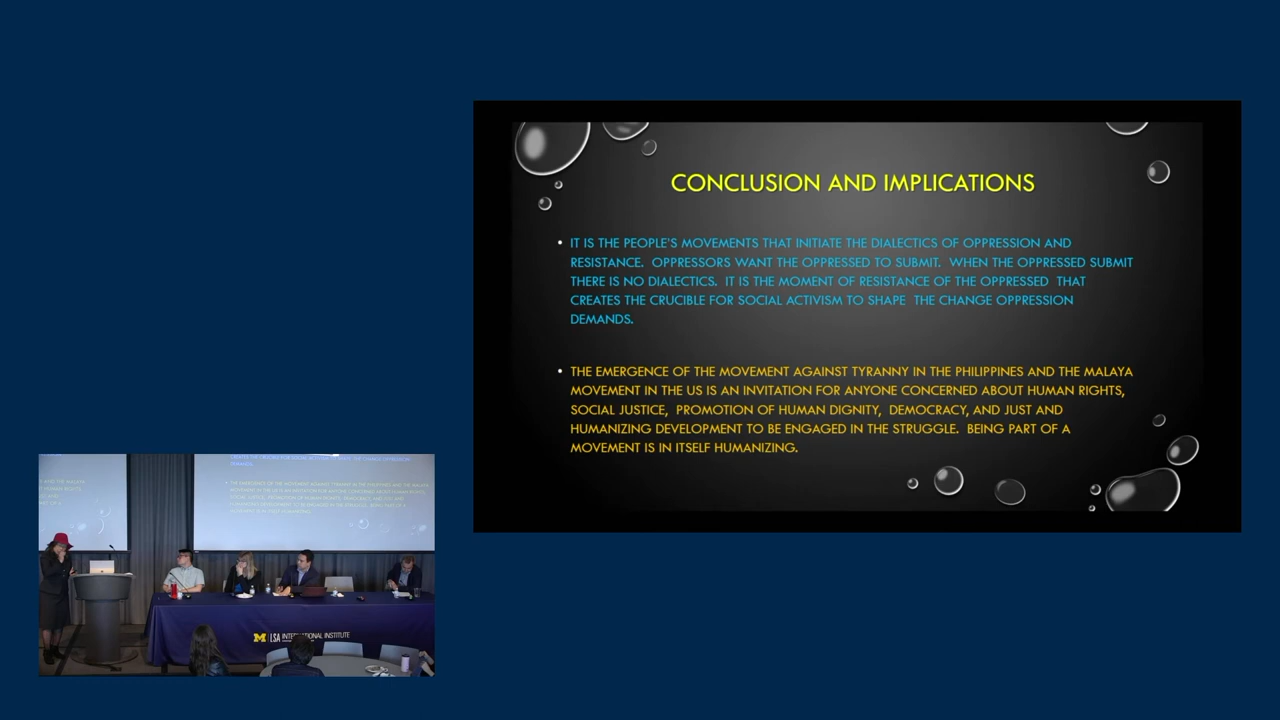 CONCLUSION AND IMPLICATIONS
• IT IS THE PEOPLE'S MOVEMENTS THAT INITIATE THE DIALECTICS OF OPPRESSION AND
RESISTANCE. OPPRESSORS WANT THE OPPRESSED TO SUBMIT. WHEN THE OPPRESSED SUBMIT
THERE IS NO DIALECTICS. IT IS THE MOMENT OF RESISTANCE OF THE OPPRESSED THAT
CREATES THE CRUCIBLE FOR SOCIAL ACTIVISM TO SHAPE THE CHANGE OPPRESSION
DEMANDS.
• THE EMERGENCE OF THE MOVEMENT AGAINST TYRANNY IN THE PHILIPPINES AND THE MALAYA
MOVEMENT IN THE US IS AN INVITATION FOR ANYONE CONCERNED ABOUT HUMAN RIGHTS,
SOCIAL JUSTICE, PROMOTION OF HUMAN DIGNITY, DEMOCRACY, AND JUST AND
HUMANIZING DEVELOPMENT TO BE ENGAGED IN THE STRUGGLE. BEING PART OF A
MOVEMENT IS IN ITSELF HUMANIZING.
M LSA INTERNATIONAL INSTITUTE